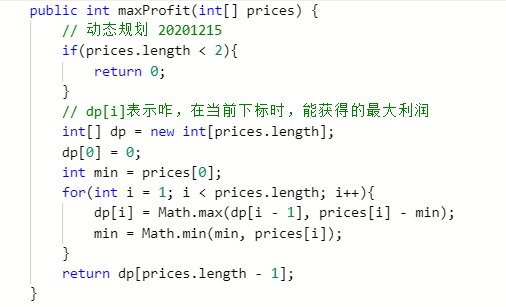 public int maxProfit(int[] prices) {
    // 动态规划 20201215
    if(prices.length < 2){
        return 0;
    }
    // dp[i]表示咋，在当前下标时，能获得的最大利润
    int[] dp = new int[prices.length];
    dp[0] = 0;
    int min = prices[0];
    for(int i = 1; i < prices.length; i++){
        dp[i] = Math.max(dp[i - 1], prices[i] - min);
        min = Math.min(min, prices[i]);
    }
    return dp[prices.length - 1];
}